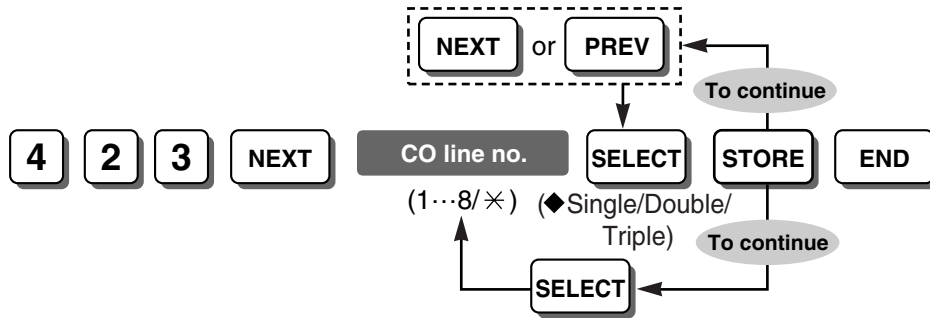 NEXT or PREV
To continue
4 2 3 NEXT CO line no. SELECT STORE END
(1···8/✳) (◆Single/Double/
Triple)
To continue
SELECT